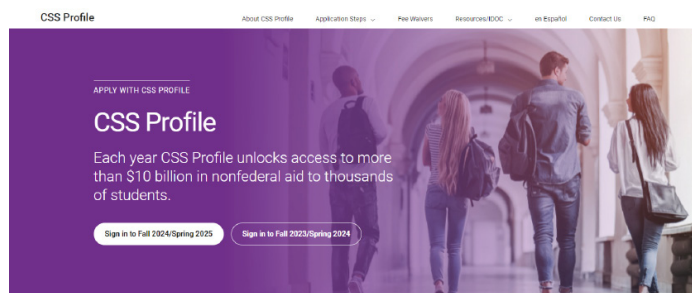 CSS Profile
About CSS Profile
Application Steps
Fee Waivers
Resources/IDOC
en Español
Contact Us
FAQ
APPLY WITH CSS PROFILE
CSS Profile
Each year CSS Profile unlocks access to more
than $10 billion in nonfederal aid to thousands
of students.
Sign in to Fall 2024/Spring 2025
Sign in to Fall 2023/Spring 2024